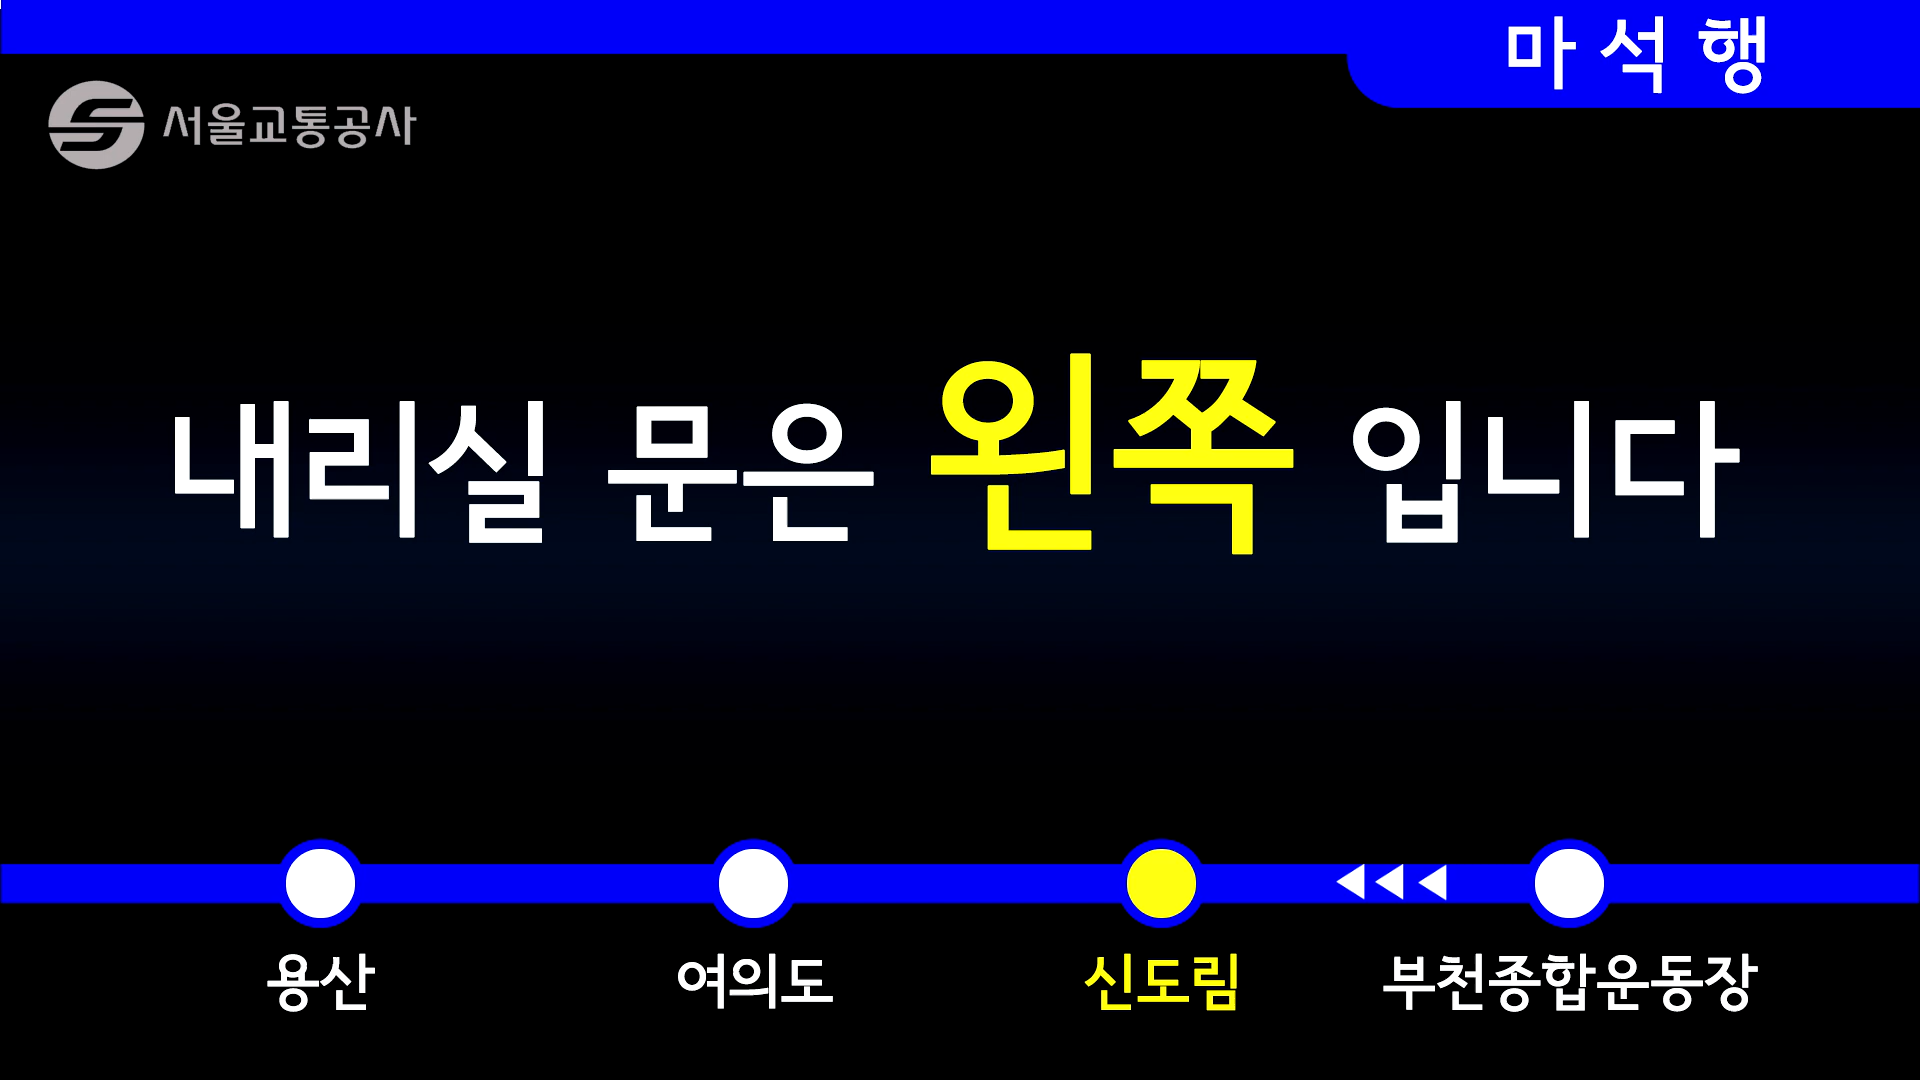 마 석 행
서울교통공사
내리실 문은 왼쪽 입니다
용산 여의도 신도림 부천종합운동장